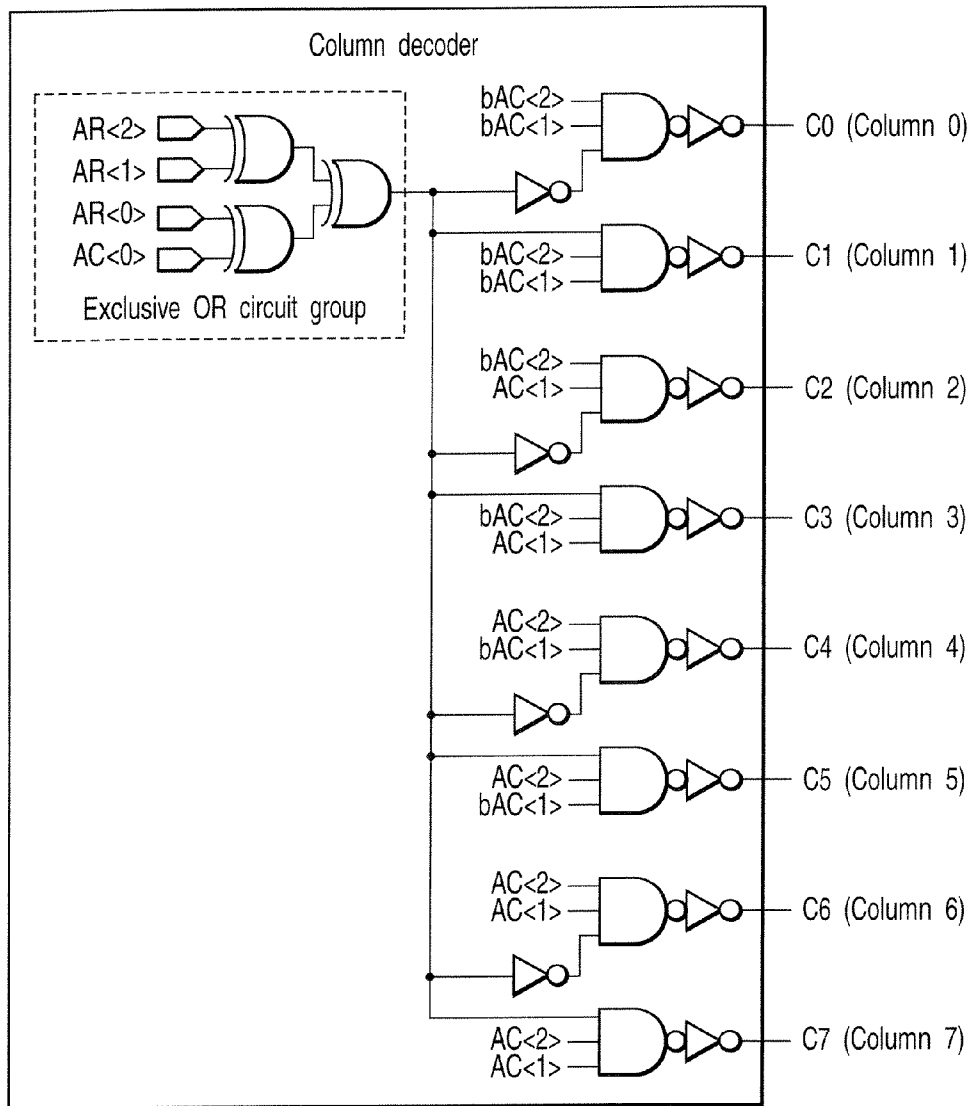 Column decoder
AR<2>
AR<1>
AR<0>
AC<0>
Exclusive OR circuit group
bAC<2>
bAC<1>
C0 (Column 0)
bAC<2>
bAC<1>
C1 (Column 1)
bAC<2>
AC<1>
C2 (Column 2)
bAC<2>
AC<1>
C3 (Column 3)
AC<2>
bAC<1>
C4 (Column 4)
AC<2>
bAC<1>
C5 (Column 5)
AC<2>
AC<1>
C6 (Column 6)
AC<2>
AC<1>
C7 (Column 7)